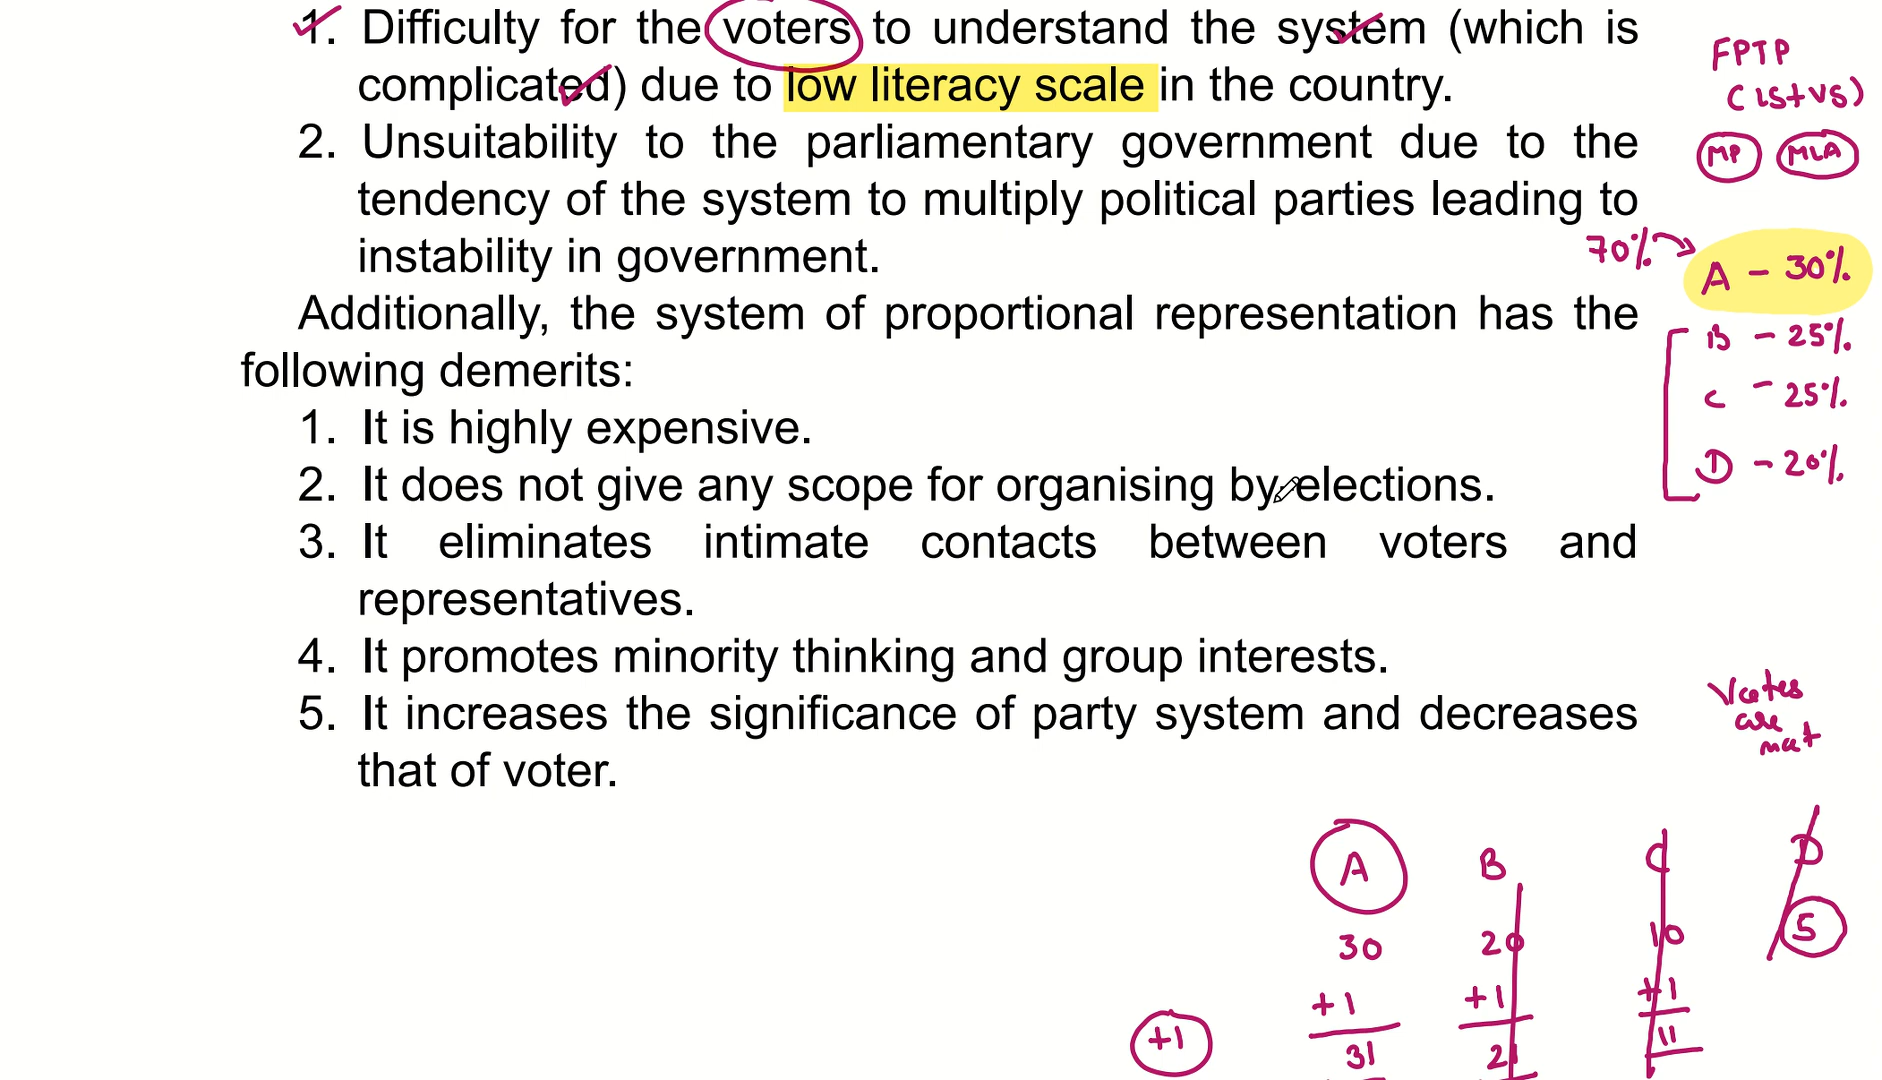 1. Difficulty for the voters to understand the system (which is
complicated) due to low literacy scale in the country.
2. Unsuitability to the parliamentary government due to the
tendency of the system to multiply political parties leading to
instability in government.
Additionally, the system of proportional representation has the
following demerits:
1. It is highly expensive.
2. It does not give any scope for organising by-elections.
3. It eliminates intimate contacts between voters and
representatives.
4. It promotes minority thinking and group interests.
5. It increases the significance of party system and decreases
that of voter.
FPTP
(LS+VS)
MP MLA
70%
A - 30%
B - 25%
C - 25%
D - 20%
Votes
are
not
A B C D
30 20 10 5
+1 +1 +1
+1 31 21 11